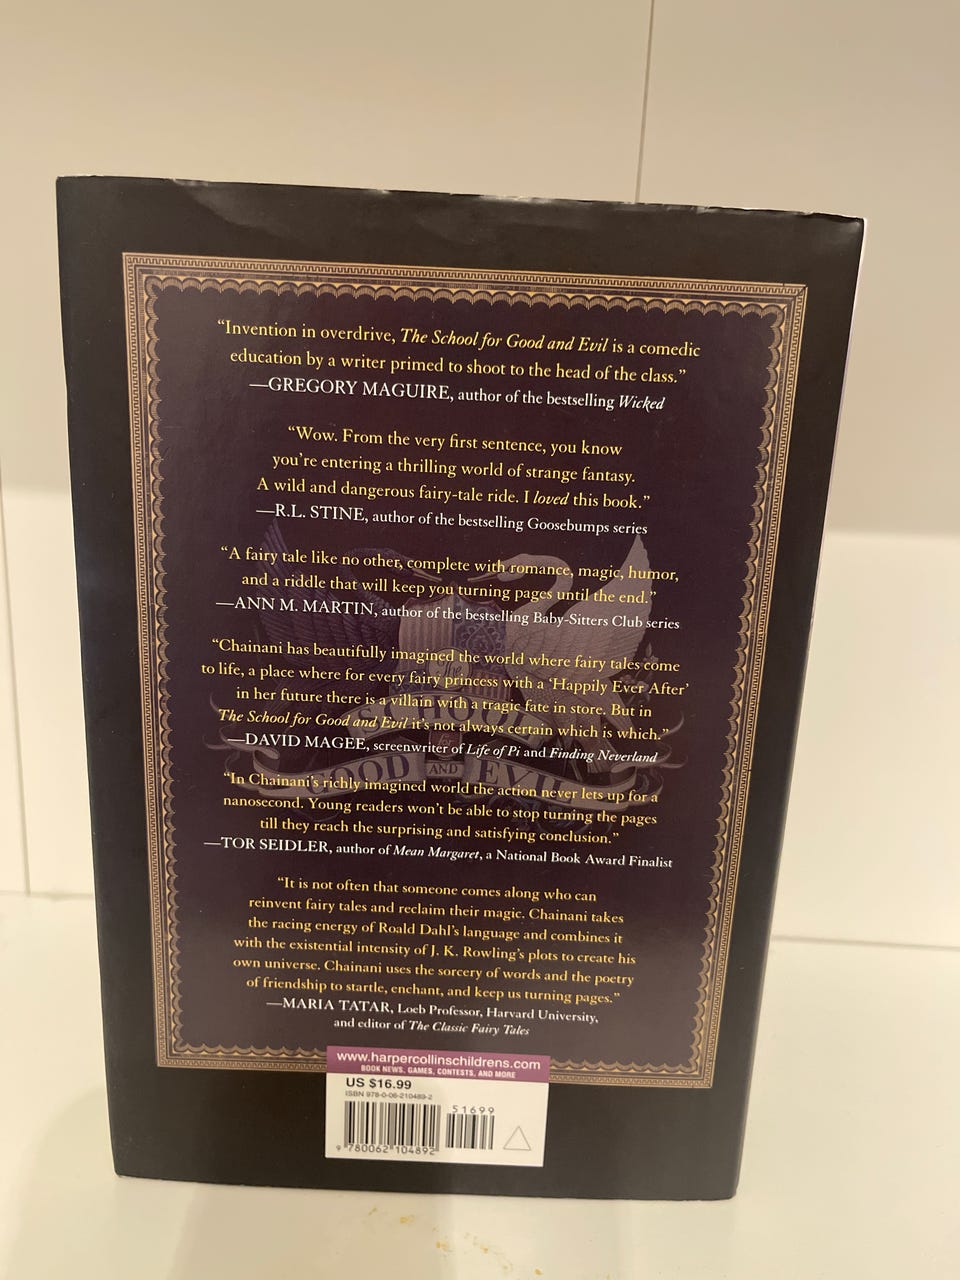 “Invention in overdrive, The School for Good and Evil is a comedic
education by a writer primed to shoot to the head of the class.”
—GREGORY MAGUIRE, author of the bestselling Wicked
“Wow. From the very first sentence, you know
you’re entering a thrilling world of strange fantasy.
A wild and dangerous fairy-tale ride. I loved this book.”
—R.L. STINE, author of the bestselling Goosebumps series
“A fairy tale like no other, complete with romance, magic, humor,
and a riddle that will keep you turning pages until the end.”
—ANN M. MARTIN, author of the bestselling Baby-Sitters Club series
“Chainani has beautifully imagined the world where fairy tales come
to life, a place where for every fairy princess with a ‘Happily Ever After’
in her future there is a villain with a tragic fate in store. But in
The School for Good and Evil it’s not always certain which is which.”
—DAVID MAGEE, screenwriter of Life of Pi and Finding Neverland
“In Chainani’s richly imagined world the action never lets up for a
nanosecond. Young readers won’t be able to stop turning the pages
till they reach the surprising and satisfying conclusion.”
—TOR SEIDLER, author of Mean Margaret, a National Book Award Finalist
“It is not often that someone comes along who can
reinvent fairy tales and reclaim their magic. Chainani takes
the racing energy of Roald Dahl’s language and combines it
with the existential intensity of J. K. Rowling’s plots to create his
own universe. Chainani uses the sorcery of words and the poetry
of friendship to startle, enchant, and keep us turning pages.”
—MARIA TATAR, Loeb Professor, Harvard University,
and editor of The Classic Fairy Tales
The
SCHOOL
for
GOOD AND EVIL
www.harpercollinschildrens.com
BOOK NEWS, GAMES, CONTESTS, AND MORE
US $16.99
ISBN 978-0-06-210489-2
51699
9 780062 104892